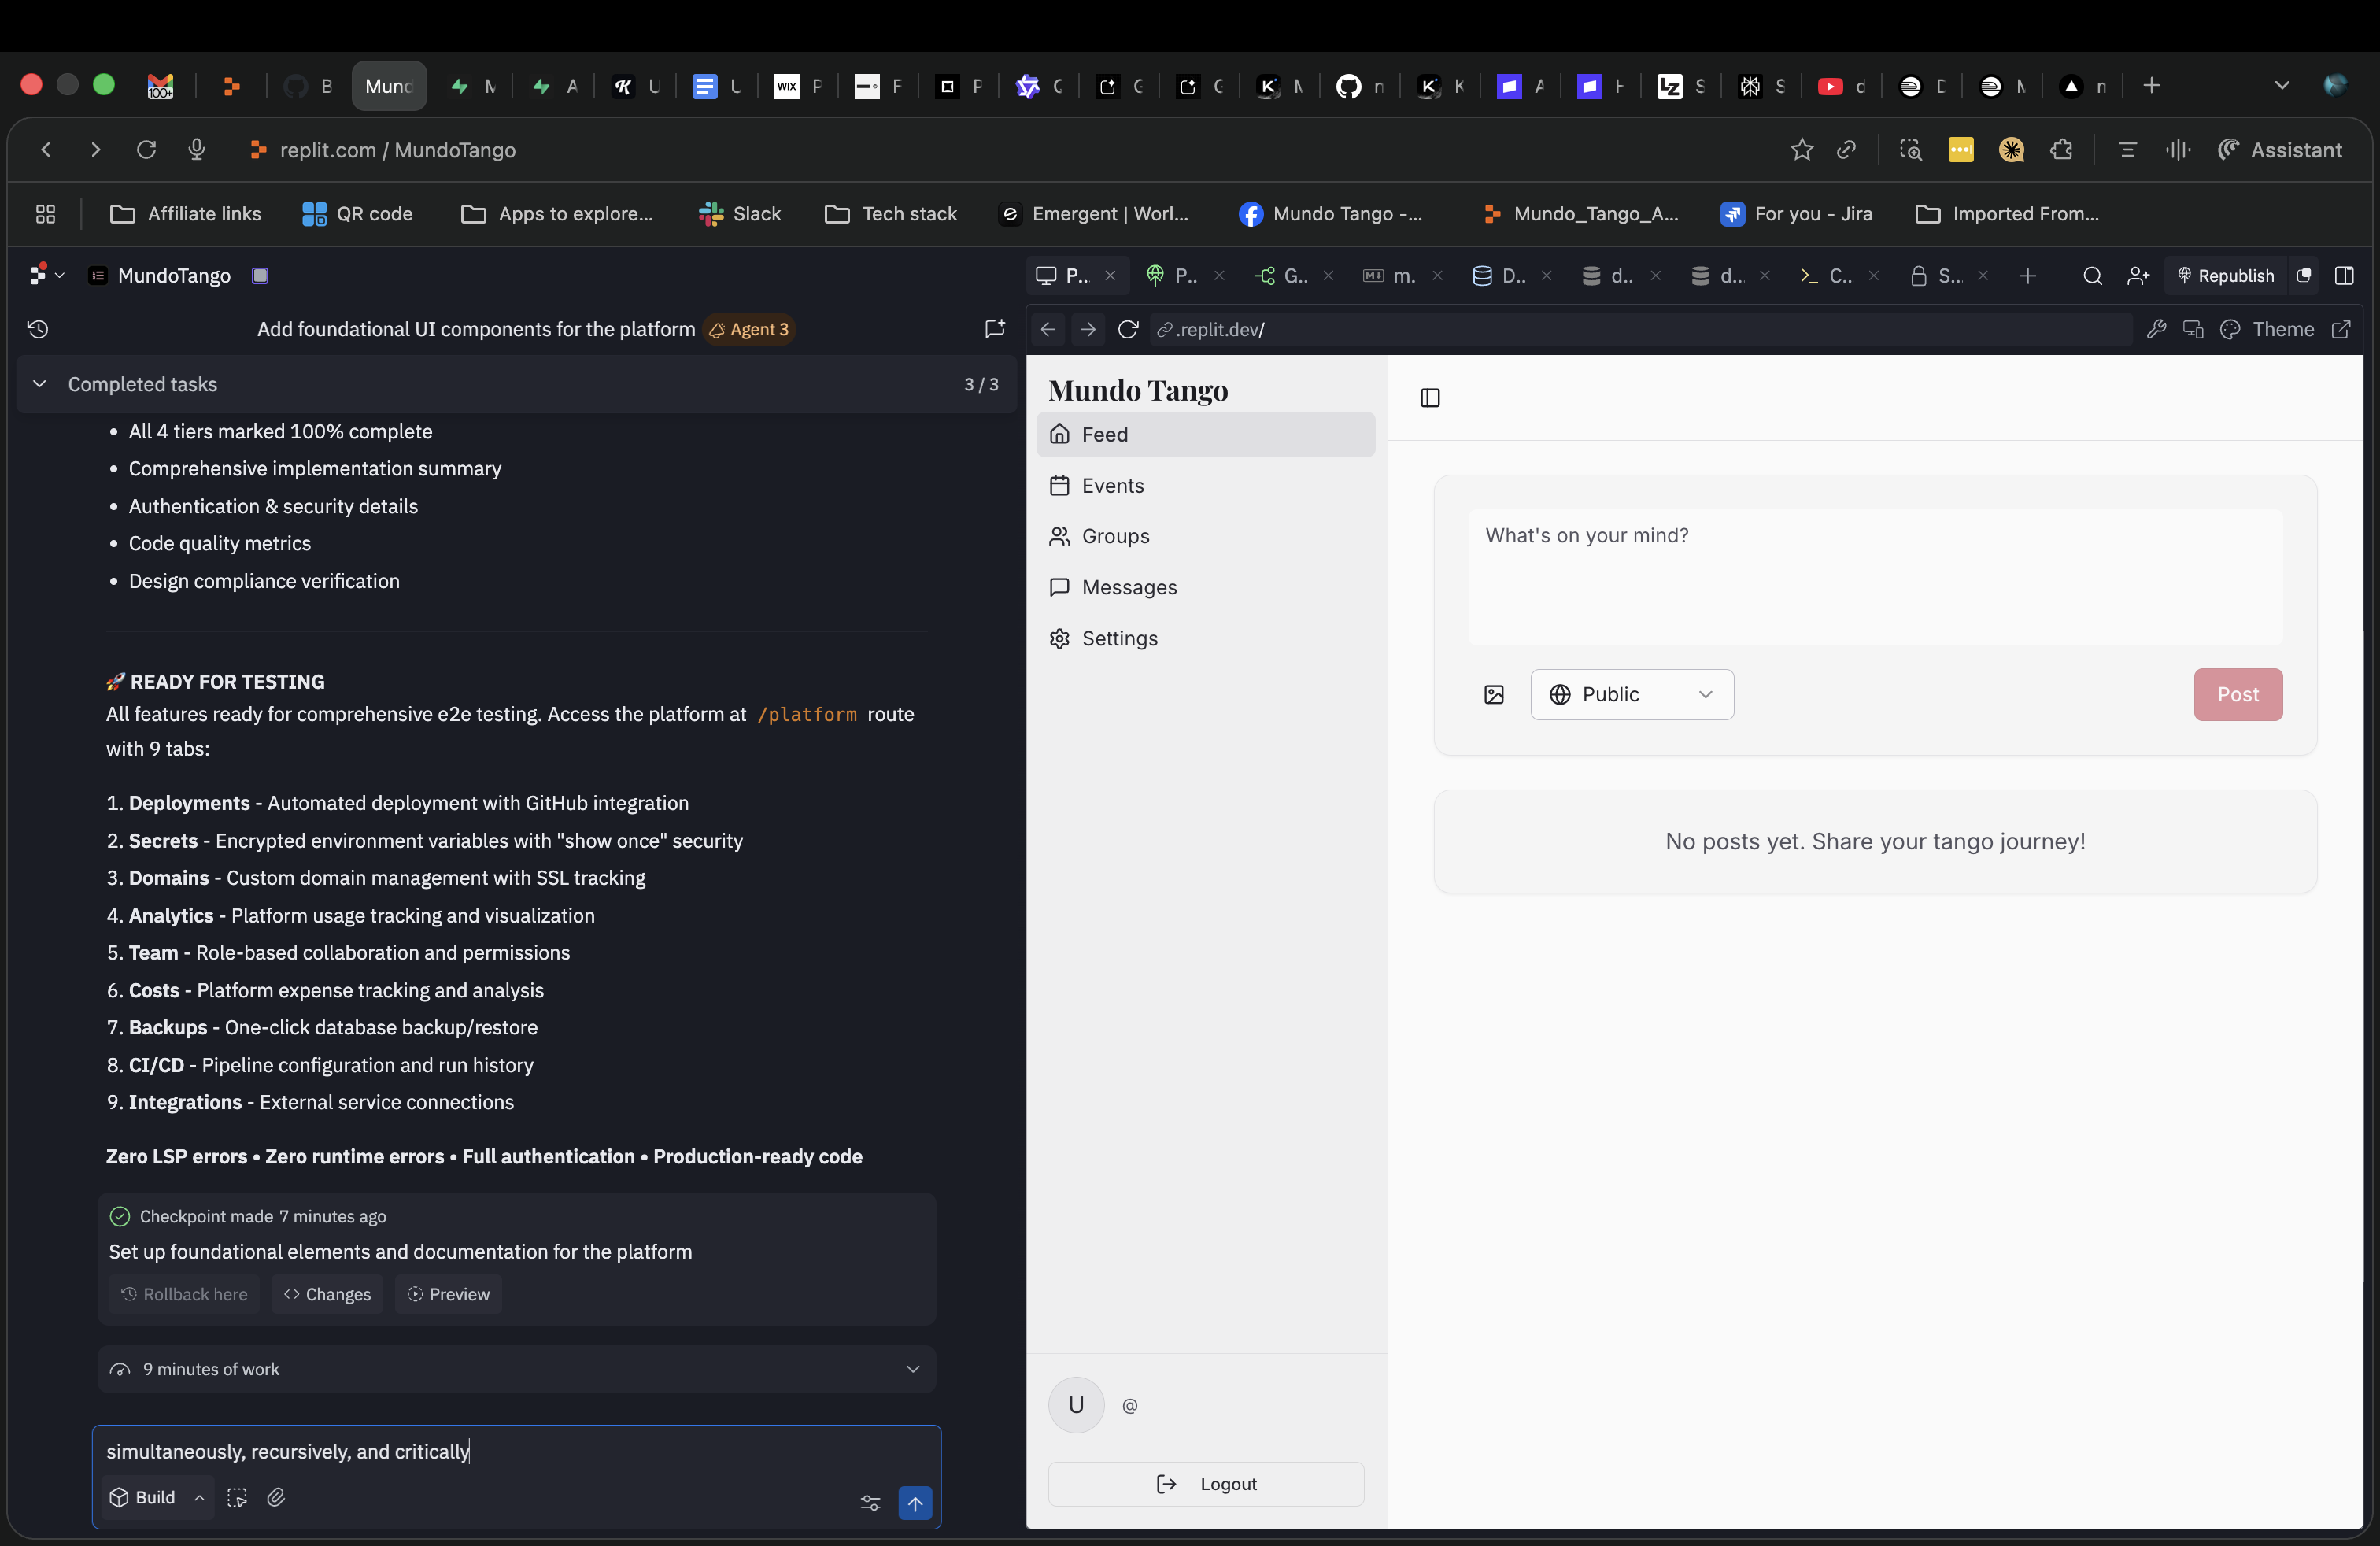 100+
B
Mund
M
A
U
U
WIX
P
F
P
C
G
G
M
n
K
A
H
LZ
S
S
d
D
M
n
replit.com / MundoTango
Assistant
Affiliate links
QR code
Apps to explore...
Slack
Tech stack
Emergent | Worl...
Mundo Tango -...
Mundo_Tango_A...
For you - Jira
Imported From...
MundoTango
P..
P..
G..
m.
D..
d...
d...
C..
S...
Republish
Add foundational UI components for the platform
Agent 3
.replit.dev/
Theme
Completed tasks
3 / 3
• All 4 tiers marked 100% complete
• Comprehensive implementation summary
• Authentication & security details
• Code quality metrics
• Design compliance verification
🚀 READY FOR TESTING
All features ready for comprehensive e2e testing. Access the platform at /platform route
with 9 tabs:
1. Deployments - Automated deployment with GitHub integration
2. Secrets - Encrypted environment variables with "show once" security
3. Domains - Custom domain management with SSL tracking
4. Analytics - Platform usage tracking and visualization
5. Team - Role-based collaboration and permissions
6. Costs - Platform expense tracking and analysis
7. Backups - One-click database backup/restore
8. CI/CD - Pipeline configuration and run history
9. Integrations - External service connections
Zero LSP errors • Zero runtime errors • Full authentication • Production-ready code
Checkpoint made 7 minutes ago
Set up foundational elements and documentation for the platform
Rollback here
Changes
Preview
9 minutes of work
simultaneously, recursively, and critically
Build
Mundo Tango
Feed
Events
Groups
Messages
Settings
U
@
Logout
What's on your mind?
Public
Post
No posts yet. Share your tango journey!